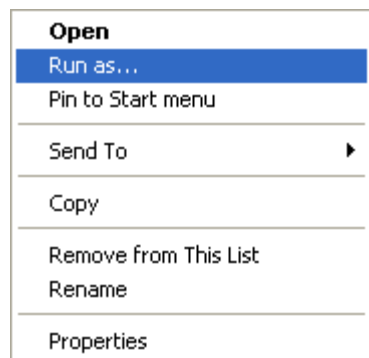 Open
Run as...
Pin to Start menu
Send To
Copy
Remove from This List
Rename
Properties